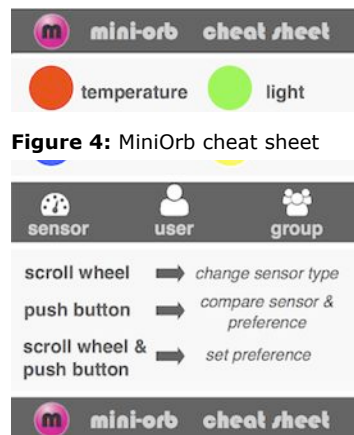 m mini-orb cheat sheet
temperature light
Figure 4: MiniOrb cheat sheet
sensor user group
scroll wheel change sensor type
push button compare sensor &
preference
scroll wheel &
push button set preference
m mini-orb cheat sheet